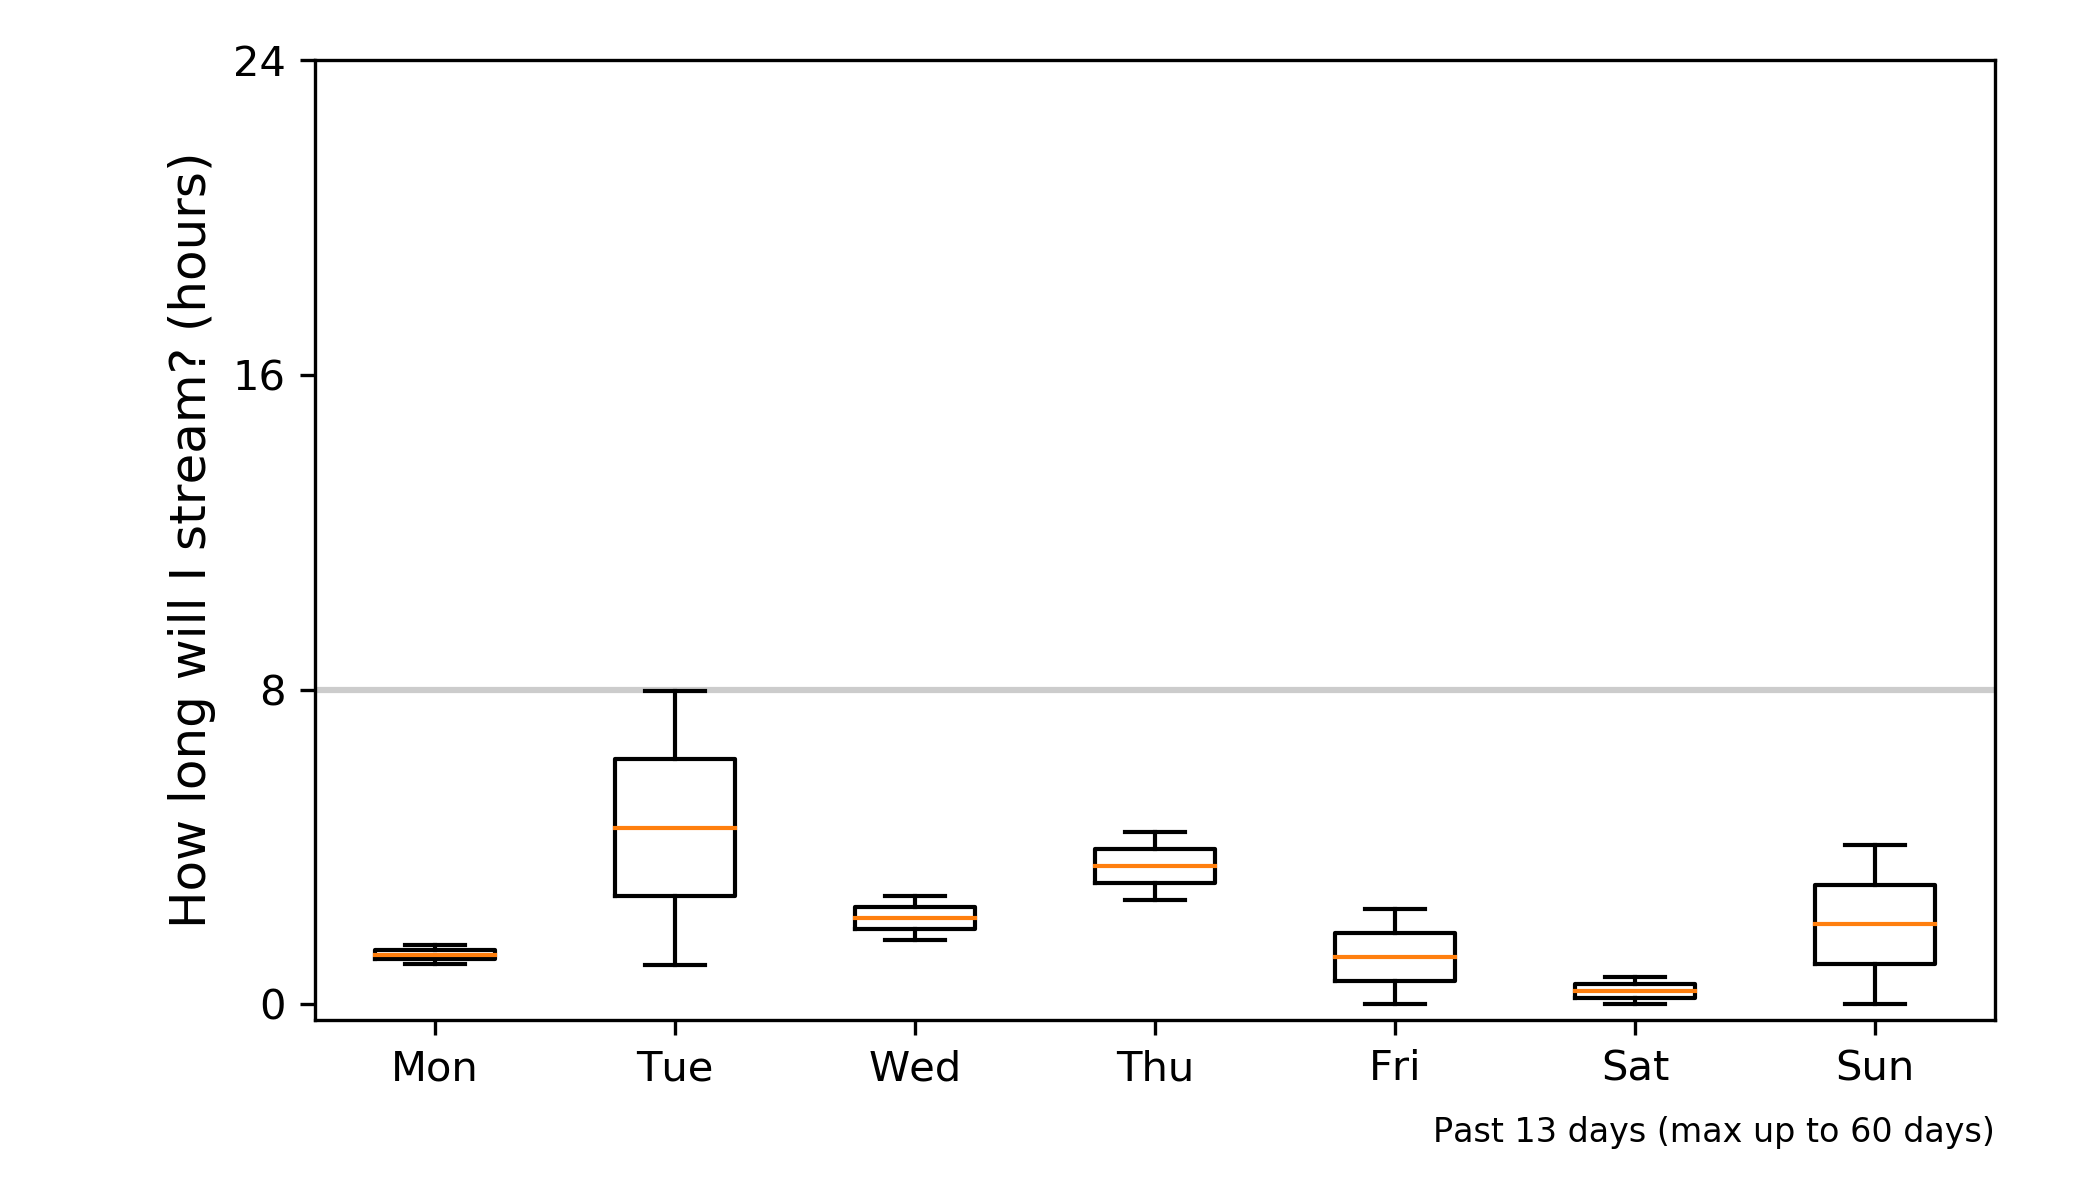 How long will I stream? (hours)
24
16
8
0
Mon Tue Wed Thu Fri Sat Sun
Past 13 days (max up to 60 days)